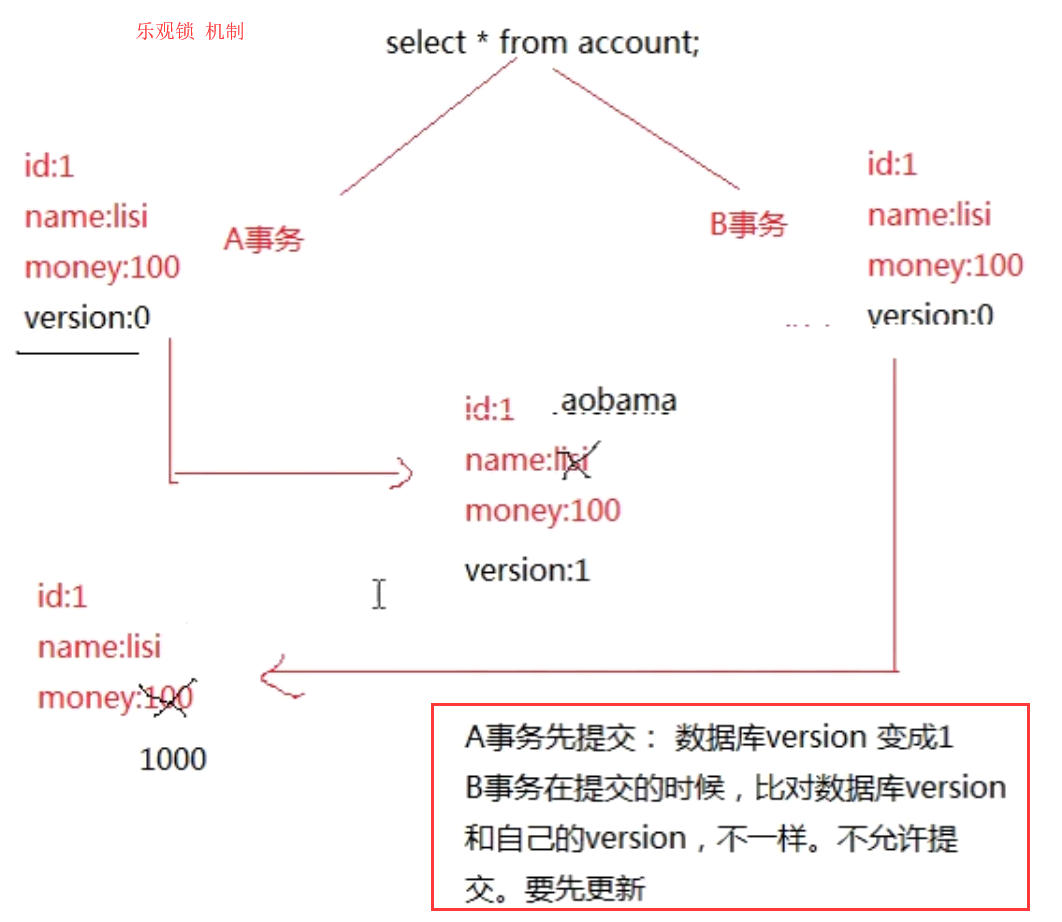 乐观锁 机制
select * from account;
id:1
name:lisi
money:100
version:0
A事务
B事务
id:1
name:lisi
money:100
version:0
id:1
aobama
name:lisi
money:100
version:1
id:1
name:lisi
money:100
1000
A事务先提交： 数据库version 变成1
B事务在提交的时候，比对数据库version
和自己的version，不一样。不允许提
交。要先更新